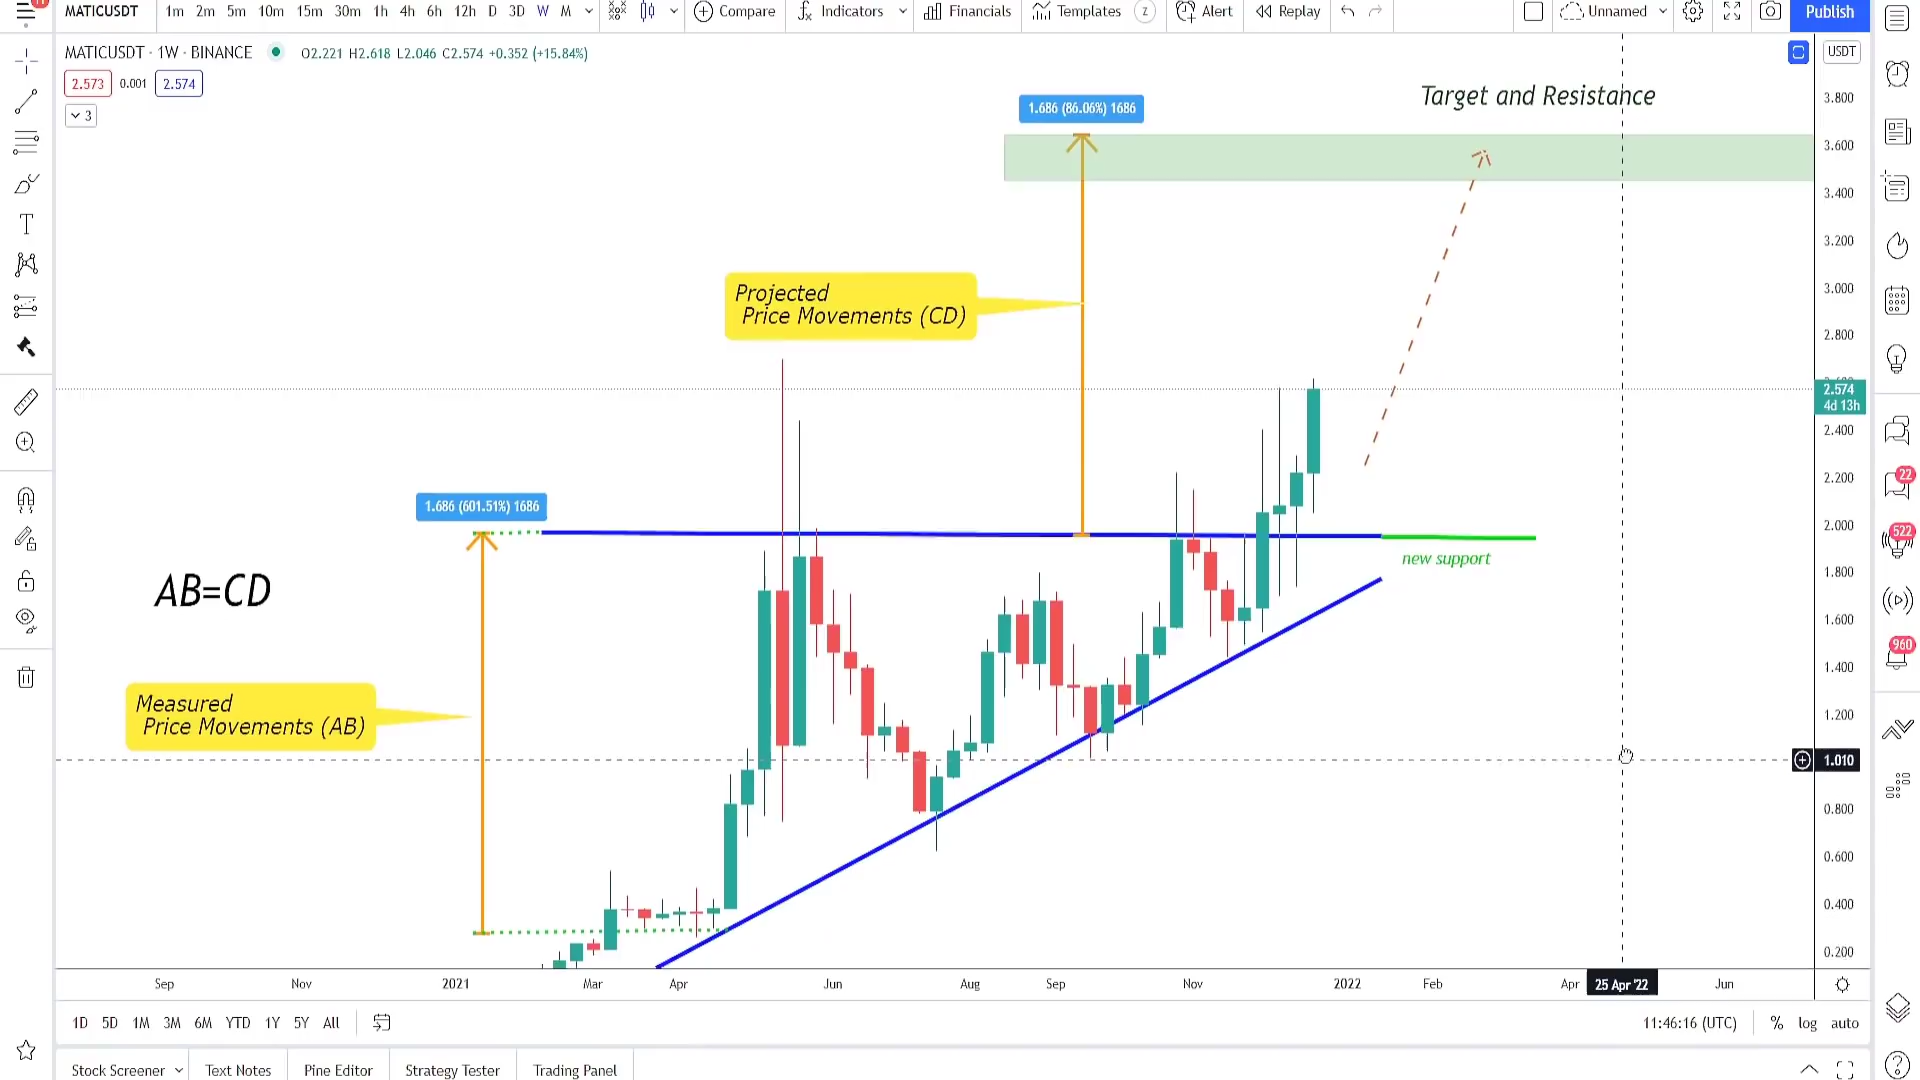 11
MATICUSDT 1m 2m 5m 10m 15m 30m 1h 4h 6h 12h D 3D W M Compare Indicators Financials Templates Z Alert Replay Unnamed Publish
MATICUSDT · 1W · BINANCE O2.221 H2.618 L2.046 C2.574 +0.352 (+15.84%) USDT
2.573 0.001 2.574
3
Target and Resistance
1.686 (86.06%) 1686
3.800
3.600
3.400
3.200
3.000
2.800
2.574
4d 13h
2.400
2.200
2.000
1.800
1.600
1.400
1.200
1.010
0.800
0.600
0.400
0.200
Projected
Price Movements (CD)
1.686 (601.51%) 1686
new support
AB=CD
Measured
Price Movements (AB)
22
522
960
Sep Nov 2021 Mar Apr Jun Aug Sep Nov 2022 Feb Apr 25 Apr '22 Jun
1D 5D 1M 3M 6M YTD 1Y 5Y All 11:46:16 (UTC) % log auto
Stock Screener Text Notes Pine Editor Strategy Tester Trading Panel